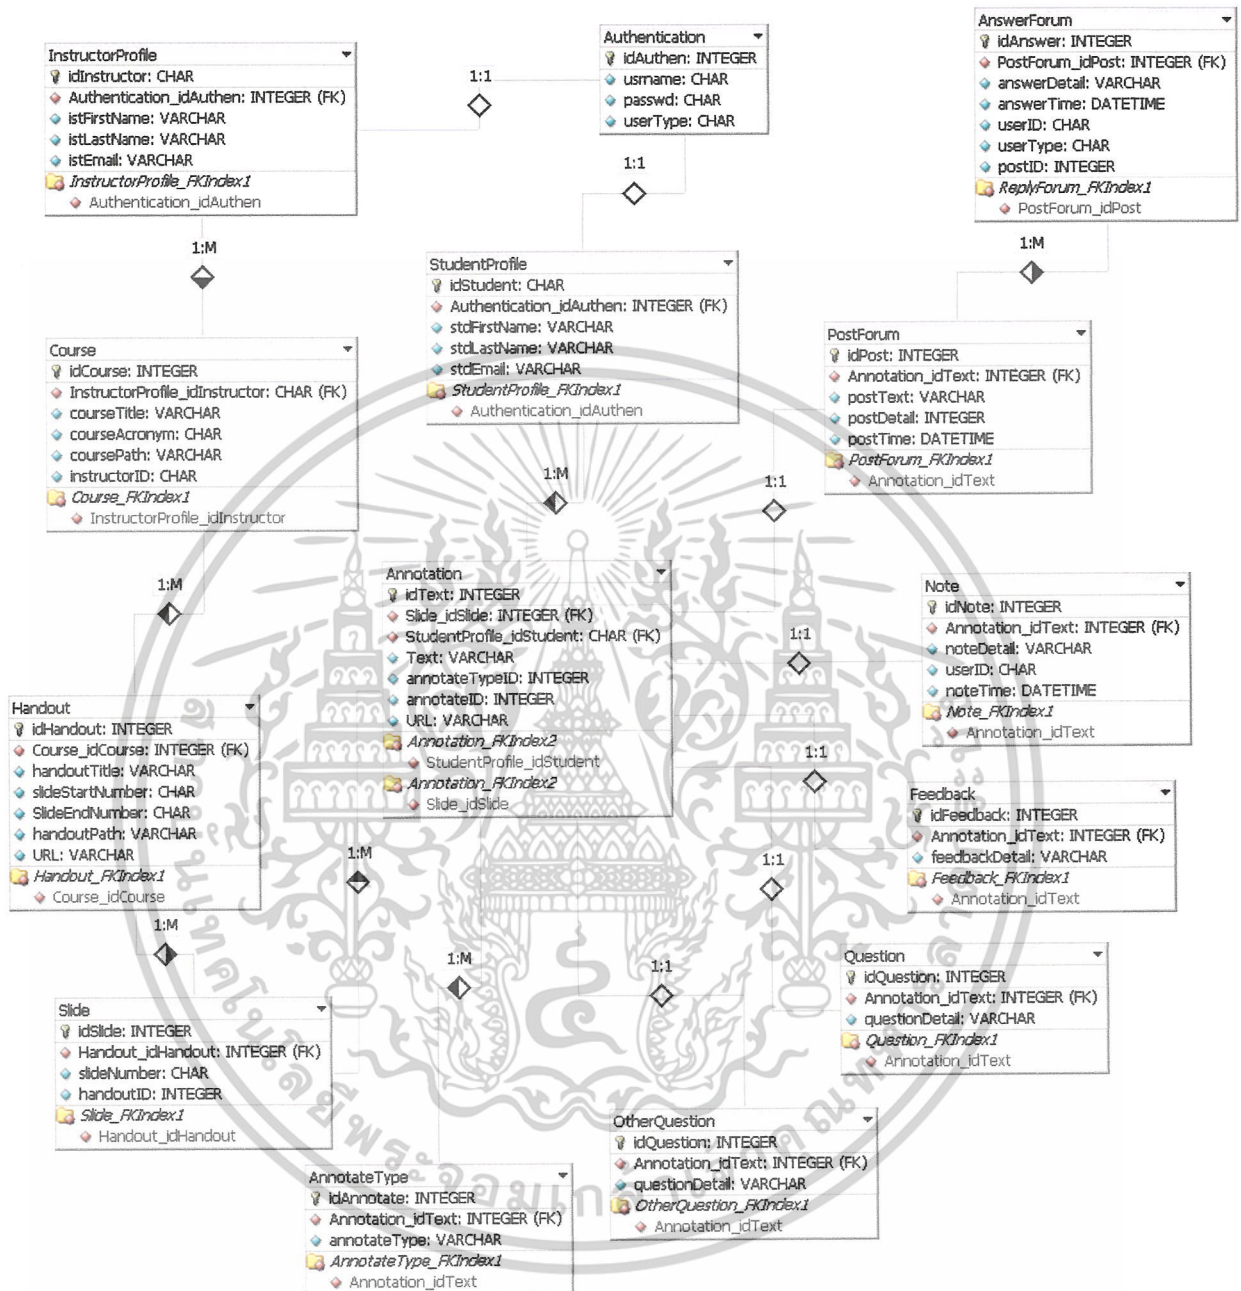 InstructorProfile
idInstructor: CHAR
Authentication_idAuthen: INTEGER (FK)
istFirstName: VARCHAR
istLastName: VARCHAR
istEmail: VARCHAR
InstructorProfile_FKIndex1
Authentication_idAuthen
1:1
Authentication
idAuthen: INTEGER
usrname: CHAR
passwd: CHAR
userType: CHAR
AnswerForum
idAnswer: INTEGER
PostForum_idPost: INTEGER (FK)
answerDetail: VARCHAR
answerTime: DATETIME
userID: CHAR
userType: CHAR
postID: INTEGER
ReplyForum_FKIndex1
PostForum_idPost
1:1
1:M
1:M
StudentProfile
idStudent: CHAR
Authentication_idAuthen: INTEGER (FK)
stdFirstName: VARCHAR
stdLastName: VARCHAR
stdEmail: VARCHAR
StudentProfile_FKIndex1
Authentication_idAuthen
PostForum
idPost: INTEGER
Annotation_idText: INTEGER (FK)
postText: VARCHAR
postDetail: INTEGER
postTime: DATETIME
PostForum_FKIndex1
Annotation_idText
Course
idCourse: INTEGER
InstructorProfile_idInstructor: CHAR (FK)
courseTitle: VARCHAR
courseAcronym: CHAR
coursePath: VARCHAR
instructorID: CHAR
Course_FKIndex1
InstructorProfile_idInstructor
1:M
1:1
1:M
Annotation
idText: INTEGER
Slide_idSlide: INTEGER (FK)
StudentProfile_idStudent: CHAR (FK)
Text: VARCHAR
annotateTypeID: INTEGER
annotateID: INTEGER
URL: VARCHAR
Annotation_FKIndex2
StudentProfile_idStudent
Annotation_FKIndex2
Slide_idSlide
1:1
Note
idNote: INTEGER
Annotation_idText: INTEGER (FK)
noteDetail: VARCHAR
userID: CHAR
noteTime: DATETIME
Note_FKIndex1
Annotation_idText
Handout
idHandout: INTEGER
Course_idCourse: INTEGER (FK)
handoutTitle: VARCHAR
slideStartNumber: CHAR
SlideEndNumber: CHAR
handoutPath: VARCHAR
URL: VARCHAR
Handout_FKIndex1
Course_idCourse
1:1
Feedback
idFeedback: INTEGER
Annotation_idText: INTEGER (FK)
feedbackDetail: VARCHAR
Feedback_FKIndex1
Annotation_idText
1:M
1:1
1:M
1:M
1:1
Question
idQuestion: INTEGER
Annotation_idText: INTEGER (FK)
questionDetail: VARCHAR
Question_FKIndex1
Annotation_idText
Slide
idSlide: INTEGER
Handout_idHandout: INTEGER (FK)
slideNumber: CHAR
handoutID: INTEGER
Slide_FKIndex1
Handout_idHandout
OtherQuestion
idQuestion: INTEGER
Annotation_idText: INTEGER (FK)
questionDetail: VARCHAR
OtherQuestion_FKIndex1
Annotation_idText
AnnotateType
idAnnotate: INTEGER
Annotation_idText: INTEGER (FK)
annotateType: VARCHAR
AnnotateType_FKIndex1
Annotation_idText